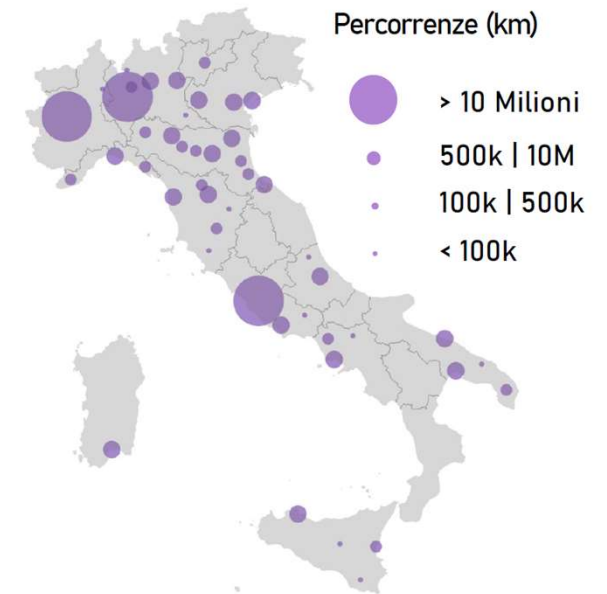 Percorrenze (km)
> 10 Milioni
500k | 10M
100k | 500k
< 100k